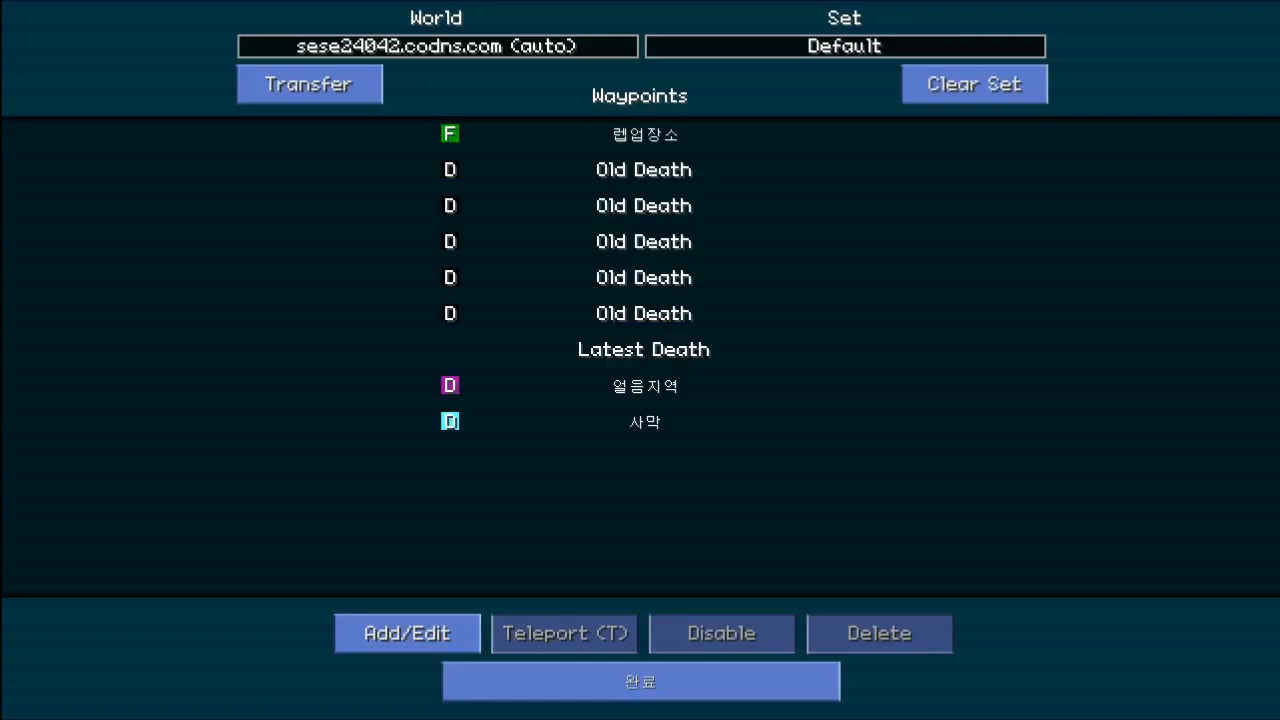 World Set
sese24042.codns.com (auto) Default
Transfer Clear Set
Waypoints
F 렙업장소
D Old Death
D Old Death
D Old Death
D Old Death
D Old Death
Latest Death
D 얼음지역
D 사막
Add/Edit Teleport (T) Disable Delete
완료